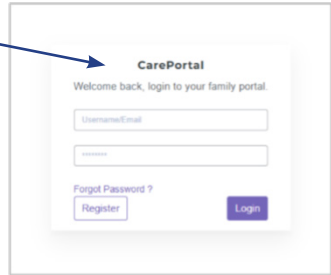 CarePortal
Welcome back, login to your family portal.
Username/Email
********
Forgot Password ?
Register
Login